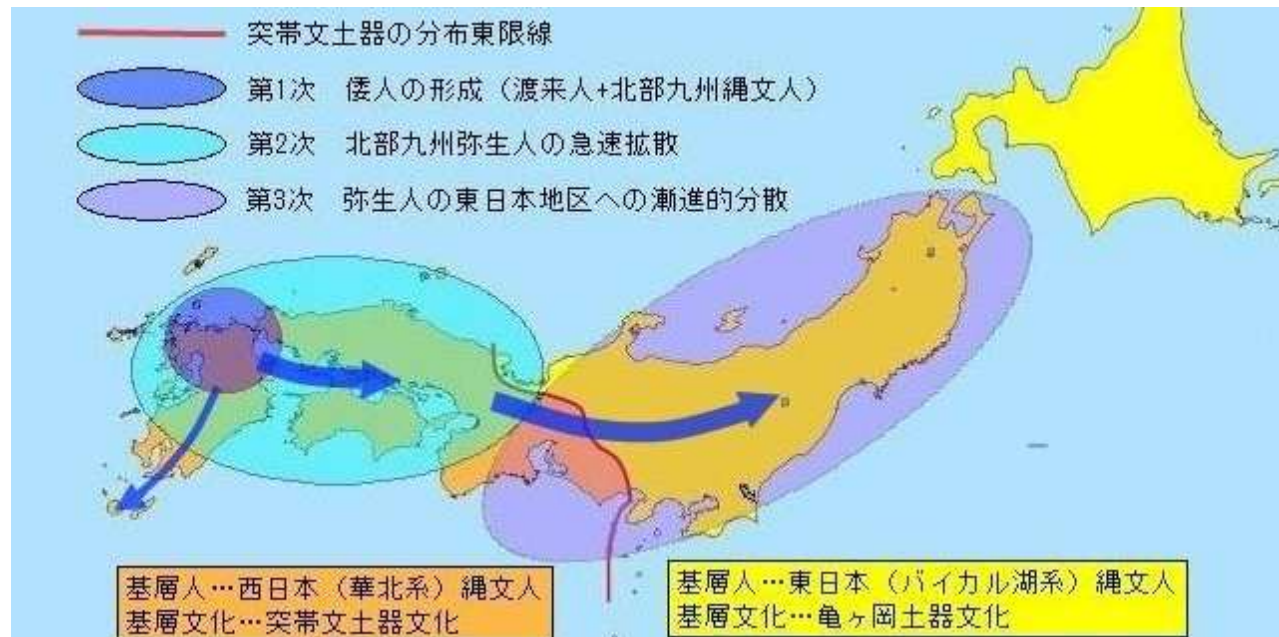 突帯文土器の分布東限線
第1次　倭人の形成（渡来人+北部九州縄文人）
第2次　北部九州弥生人の急速拡散
第3次　弥生人の東日本地区への漸進的分散
基層人…西日本（華北系）縄文人
基層文化…突帯文土器文化
基層人…東日本（バイカル湖系）縄文人
基層文化…亀ヶ岡土器文化